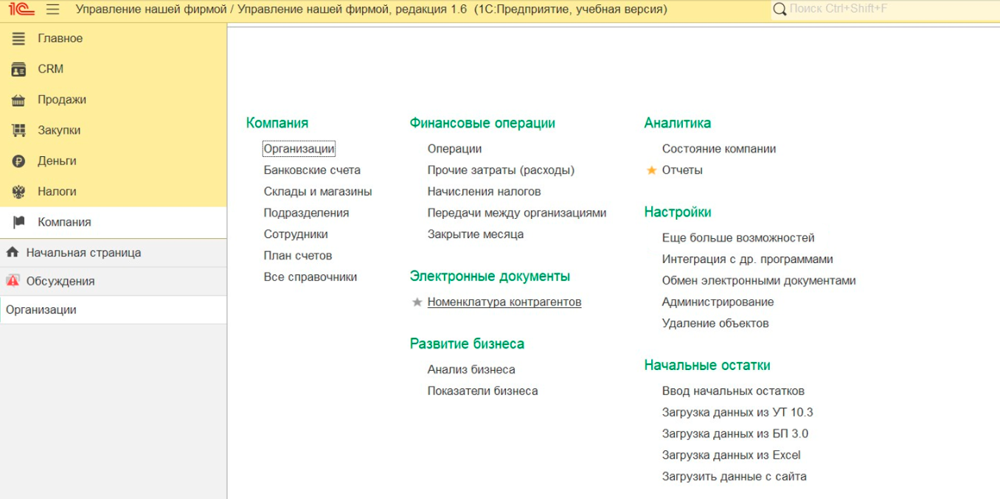 1С Управление нашей фирмой / Управление нашей фирмой, редакция 1.6 (1С:Предприятие, учебная версия)
Поиск Ctrl+Shift+F
Главное
CRM
Продажи
Закупки
Деньги
Налоги
Компания
Начальная страница
Обсуждения
Организации
Компания
Организации
Банковские счета
Склады и магазины
Подразделения
Сотрудники
План счетов
Все справочники
Финансовые операции
Операции
Прочие затраты (расходы)
Начисления налогов
Передачи между организациями
Закрытие месяца
Электронные документы
Номенклатура контрагентов
Развитие бизнеса
Анализ бизнеса
Показатели бизнеса
Аналитика
Состояние компании
Отчеты
Настройки
Еще больше возможностей
Интеграция с др. программами
Обмен электронными документами
Администрирование
Удаление объектов
Начальные остатки
Ввод начальных остатков
Загрузка данных из УТ 10.3
Загрузка данных из БП 3.0
Загрузка данных из Excel
Загрузить данные с сайта